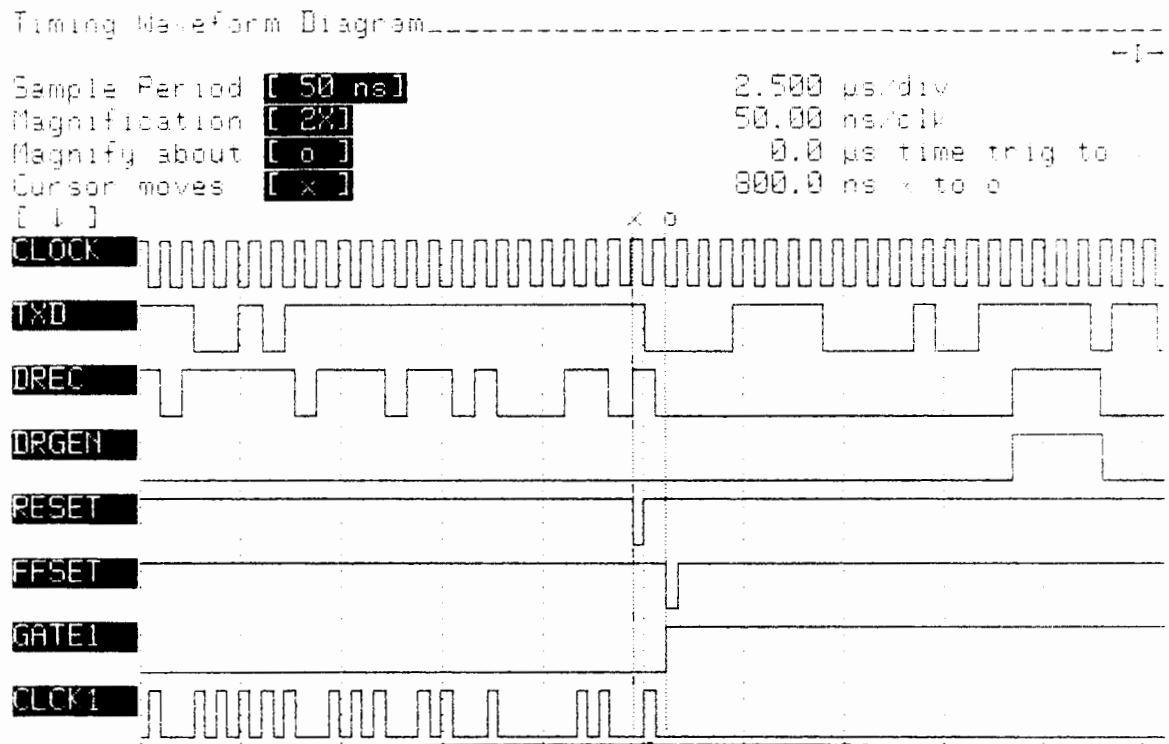 Timing Waveform Diagram
Sample Period [ 50 ns] 2.500 µs/div
Magnification [ 2X] 50.00 ns/clk
Magnify about [ o ] 0.0 µs time trig to
Cursor moves [ x ] 800.0 ns x to o
[ ↓ ]
x o
CLOCK
TXD
DREC
DRGEN
RESET
FFSET
GATE1
CLCK1